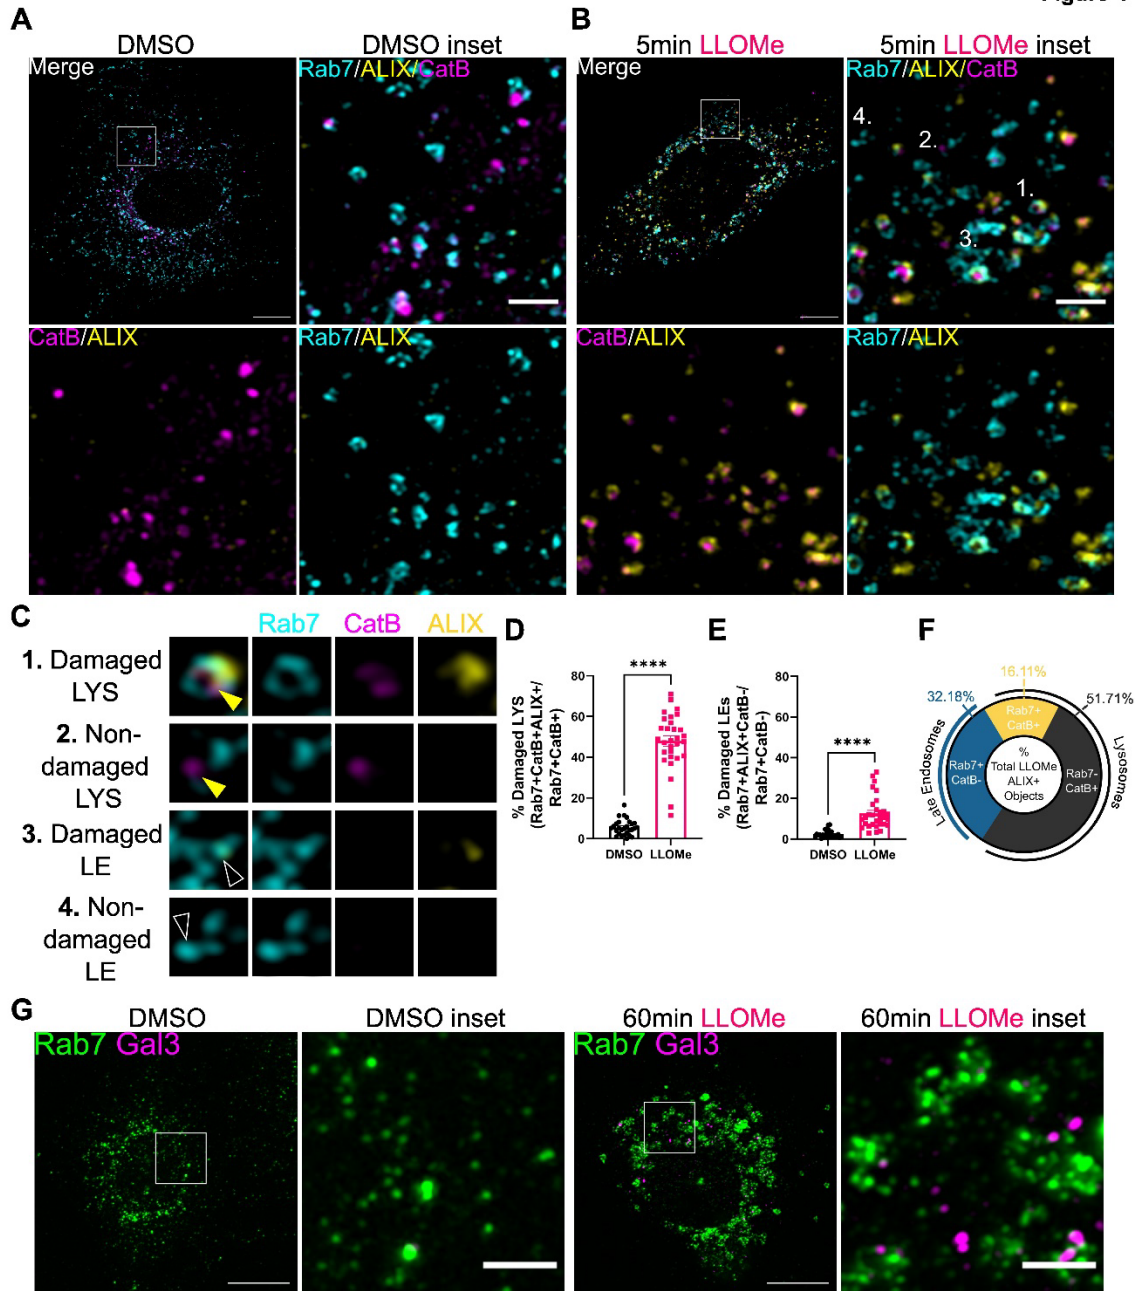 A
DMSO
DMSO inset
Merge
Rab7/ALIX/CatB
CatB/ALIX
Rab7/ALIX
B
5min LLOMe
5min LLOMe inset
Merge
Rab7/ALIX/CatB
4.
2.
1.
3.
CatB/ALIX
Rab7/ALIX
C
Rab7
CatB
ALIX
1. Damaged
LYS
2. Non-
damaged
LYS
3. Damaged
LE
4. Non-
damaged
LE
D
% Damaged LYS
(Rab7+CatB+ALIX+/
Rab7+CatB+)
80
60
40
20
0
****
DMSO
LLOMe
E
% Damaged LEs
(Rab7+ALIX+CatB-/
Rab7+CatB-)
80
60
40
20
0
****
DMSO
LLOMe
F
16.11%
32.18%
51.71%
Rab7+
CatB+
Rab7+
CatB-
Rab7-
CatB+
%
Total LLOMe
ALIX+
Objects
Late Endosomes
Lysosomes
G
DMSO
DMSO inset
60min LLOMe
60min LLOMe inset
Rab7 Gal3
Rab7 Gal3